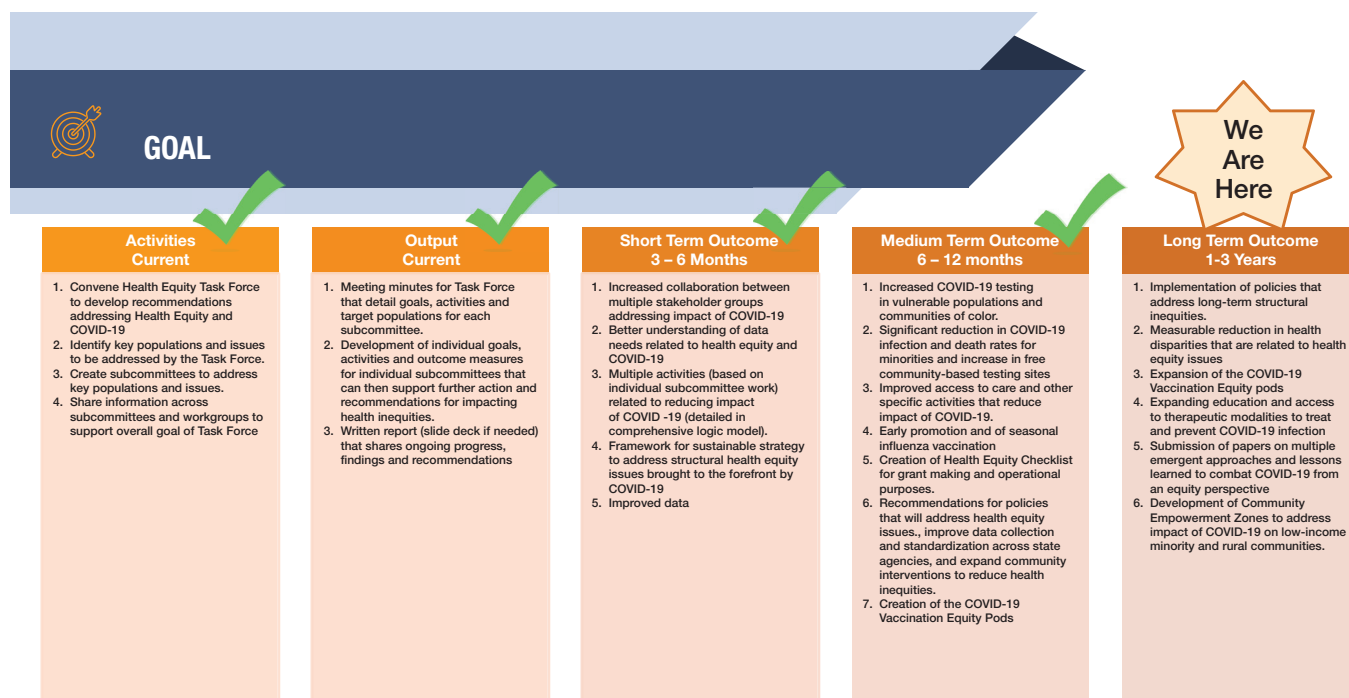 GOAL
We
Are
Here
Activities
Current
1. Convene Health Equity Task Force
to develop recommendations
addressing Health Equity and
COVID-19
2. Identify key populations and issues
to be addressed by the Task Force.
3. Create subcommittees to address
key populations and issues.
4. Share information across
subcommittees and workgroups to
support overall goal of Task Force
Output
Current
1. Meeting minutes for Task Force
that detail goals, activities and
target populations for each
subcommittee.
2. Development of individual goals,
activities and outcome measures
for individual subcommittees that
can then support further action and
recommendations for impacting
health inequities.
3. Written report (slide deck if needed)
that shares ongoing progress,
findings and recommendations
Short Term Outcome
3 – 6 Months
1. Increased collaboration between
multiple stakeholder groups
addressing impact of COVID-19
2. Better understanding of data
needs related to health equity and
COVID-19
3. Multiple activities (based on
individual subcommittee work)
related to reducing impact
of COVID -19 (detailed in
comprehensive logic model).
4. Framework for sustainable strategy
to address structural health equity
issues brought to the forefront by
COVID-19
5. Improved data
Medium Term Outcome
6 – 12 months
1. Increased COVID-19 testing
in vulnerable populations and
communities of color.
2. Significant reduction in COVID-19
infection and death rates for
minorities and increase in free
community-based testing sites
3. Improved access to care and other
specific activities that reduce
impact of COVID-19.
4. Early promotion and of seasonal
influenza vaccination
5. Creation of Health Equity Checklist
for grant making and operational
purposes.
6. Recommendations for policies
that will address health equity
issues., improve data collection
and standardization across state
agencies, and expand community
interventions to reduce health
inequities.
7. Creation of the COVID-19
Vaccination Equity Pods
Long Term Outcome
1-3 Years
1. Implementation of policies that
address long-term structural
inequities.
2. Measurable reduction in health
disparities that are related to health
equity issues
3. Expansion of the COVID-19
Vaccination Equity pods
4. Expanding education and access
to therapeutic modalities to treat
and prevent COVID-19 infection
5. Submission of papers on multiple
emergent approaches and lessons
learned to combat COVID-19 from
an equity perspective
6. Development of Community
Empowerment Zones to address
impact of COVID-19 on low-income
minority and rural communities.